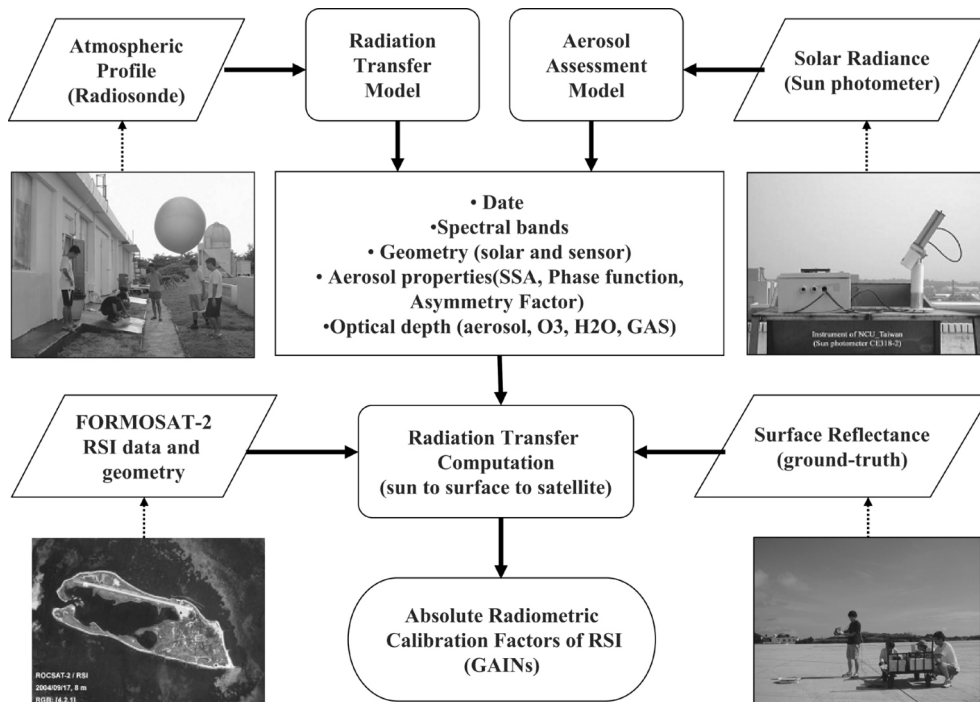 Atmospheric
Profile
(Radiosonde)
Radiation
Transfer
Model
Aerosol
Assessment
Model
Solar Radiance
(Sun photometer)
• Date
•Spectral bands
• Geometry (solar and sensor)
• Aerosol properties(SSA, Phase function,
Asymmetry Factor)
•Optical depth (aerosol, O3, H2O, GAS)
Instrument of NCU_Taiwan
(Sun photometer CE318-2)
FORMOSAT-2
RSI data and
geometry
Radiation Transfer
Computation
(sun to surface to satellite)
Surface Reflectance
(ground-truth)
Absolute Radiometric
Calibration Factors of RSI
(GAINs)
ROCSAT-2 / RSI
2004/09/17, 8 m
RGB( [4,2,1]